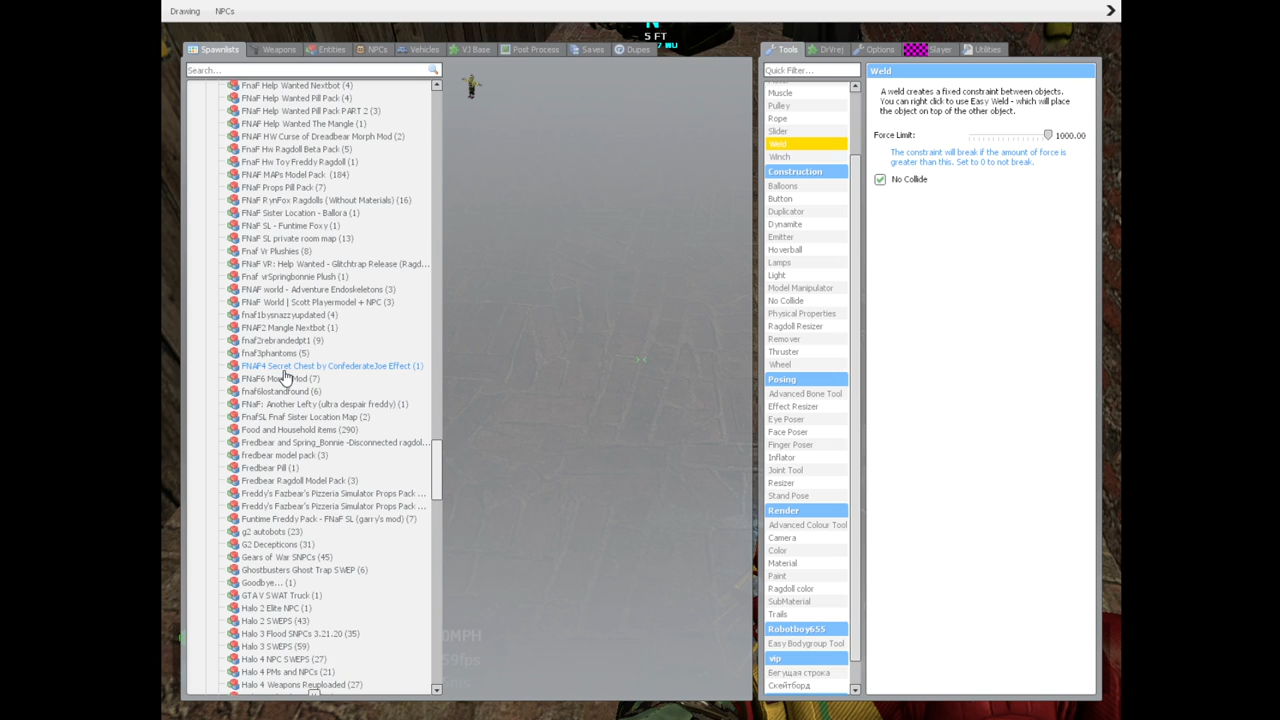 Drawing NPCs
5 FT
7 WU
Spawnlists Weapons Entities NPCs Vehicles VJ Base Post Process Saves Dupes
Search...
FNaF Help Wanted Nextbot (4)
FNaF Help Wanted Pill Pack (4)
FNaF Help Wanted Pill Pack PART 2 (3)
FNAF Help Wanted The Mangle (1)
FNAF HW Curse of Dreadbear Morph Mod (2)
FNaF Hw Ragdoll Beta Pack (5)
FNaF Hw Toy Freddy Ragdoll (1)
FNAF MAPs Model Pack (184)
FNAF Props Pill Pack (7)
FNAF RynFox Ragdolls (Without Materials) (16)
FNAF Sister Location - Ballora (1)
FNAF SL - Funtime Foxy (1)
FNAF SL private room map (13)
Fnaf Vr Plushies (8)
FNaF VR: Help Wanted - Glitchtrap Release (Ragd...
Fnaf vrSpringbonnie Plush (1)
FNAF world - Adventure Endoskeletons (3)
FNaF World | Scott Playermodel + NPC (3)
fnaf1bysnazzyupdated (4)
FNAF2 Mangle Nextbot (1)
fnaf2rebrandedpt1 (9)
fnaf3phantoms (5)
FNAF4 Secret Chest by ConfederateJoe Effect (1)
FNaF6 Mod (7)
fnaf6lostandfound (6)
FNaF: Another Lefty (ultra despair freddy) (1)
FnafSL Fnaf Sister Location Map (2)
Food and Household items (290)
Fredbear and Spring_Bonnie -Disconnected ragdol...
fredbear model pack (3)
Fredbear Pill (1)
Fredbear Ragdoll Model Pack (3)
Freddy's Fazbear's Pizzeria Simulator Props Pack ...
Freddy's Fazbear's Pizzeria Simulator Props Pack ...
Funtime Freddy Pack - FNaF SL (garry's mod) (7)
g2 autobots (23)
G2 Decepticons (31)
Gears of War SNPCs (45)
Ghostbusters Ghost Trap SWEP (6)
Goodbye... (1)
GTA V SWAT Truck (1)
Halo 2 Elite NPC (1)
Halo 2 SWEPS (43)
Halo 3 Flood SNPCs 3.21.20 (35)
Halo 3 SWEPS (59)
Halo 4 NPC SWEPS (27)
Halo 4 PMs and NPCs (21)
Halo 4 Weapons Reuploaded (27)
0MPH
59fps
Tools DrVrej Options Slayer Utilities
Quick Filter...
Muscle
Pulley
Rope
Slider
Weld
Winch
Construction
Balloons
Button
Duplicator
Dynamite
Emitter
Hoverball
Lamps
Light
Model Manipulator
No Collide
Physical Properties
Ragdoll Resizer
Remover
Thruster
Wheel
Posing
Advanced Bone Tool
Effect Resizer
Eye Poser
Face Poser
Finger Poser
Inflator
Joint Tool
Resizer
Stand Pose
Render
Advanced Colour Tool
Camera
Color
Material
Paint
Ragdoll color
SubMaterial
Trails
Robotboy655
Easy Bodygroup Tool
vip
Бегущая строка
Скейтборд
Weld
A weld creates a fixed constraint between objects.
You can right click to use Easy Weld - which will place
the object on top of the other object.
Force Limit: 1000.00
The constraint will break if the amount of force is
greater than this. Set to 0 to not break.
No Collide